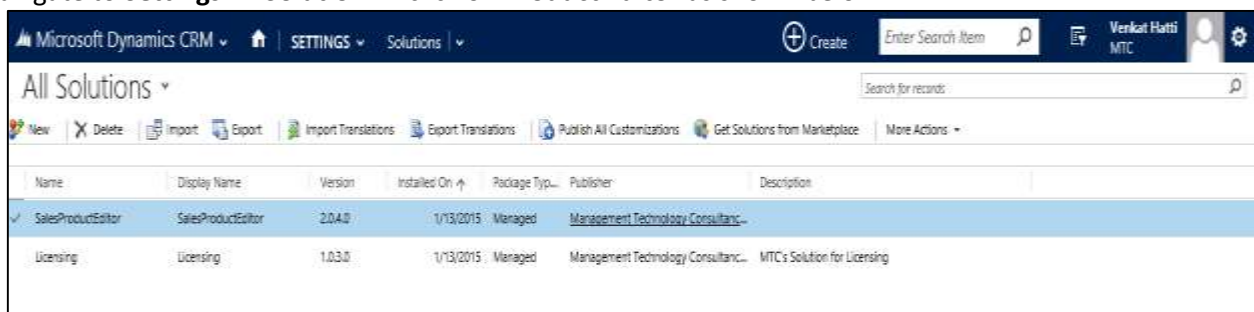 Microsoft Dynamics CRM SETTINGS Solutions Create Enter Search Item Venkat Hatti
MTC
All Solutions Search for records
New Delete Import Export Import Translations Export Translations Publish All Customizations Get Solutions from Marketplace More Actions
Name Display Name Version Installed On Package Typ... Publisher Description
SalesProductEditor SalesProductEditor 2.0.4.0 1/13/2015 Managed Management Technology Consultanc...
Licensing Licensing 1.0.3.0 1/13/2015 Managed Management Technology Consultanc... MTC's Solution for Licensing